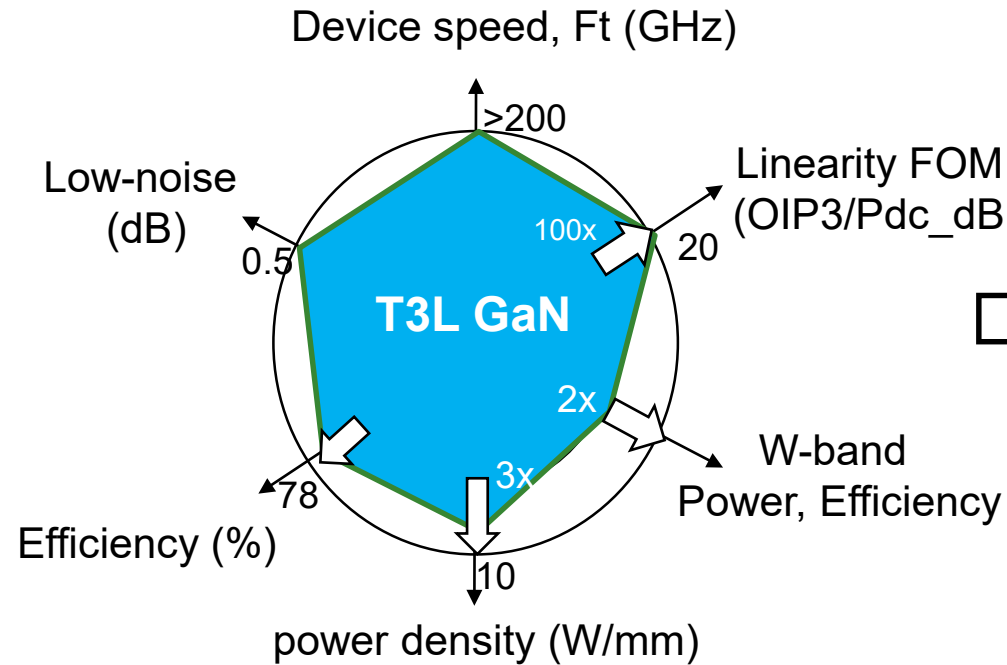 Device speed, Ft (GHz)
>200
Low-noise
(dB)
0.5
Linearity FOM
(OIP3/Pdc_dB
20
100x
T3L GaN
2x
3x
W-band
Power, Efficiency
78
Efficiency (%)
10
power density (W/mm)